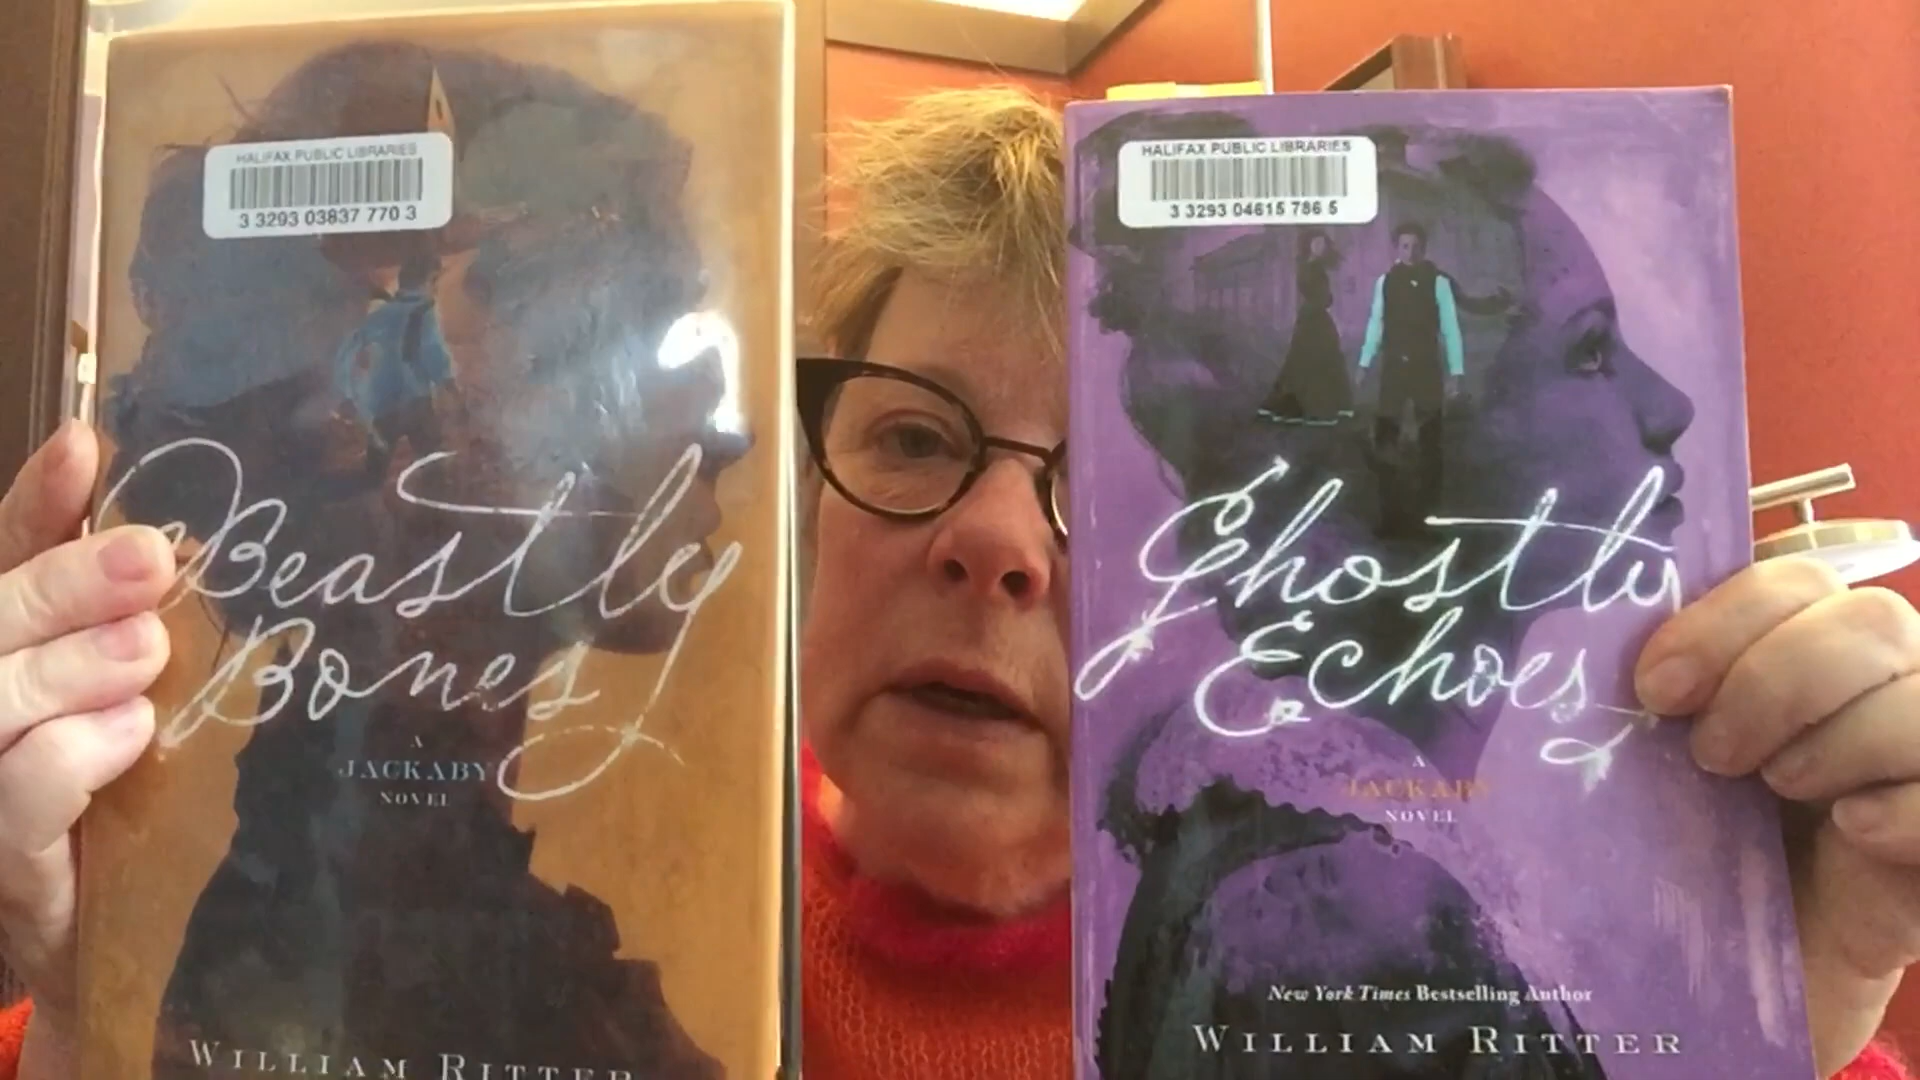 HALIFAX PUBLIC LIBRARIES
3 3293 03837 770 3
Beastly
Bones
A
JACKABY
NOVEL
WILLIAM RITTER
HALIFAX PUBLIC LIBRARIES
3 3293 04615 786 5
Ghostly
Echoes
A
JACKABY
NOVEL
New York Times Bestselling Author
WILLIAM RITTER